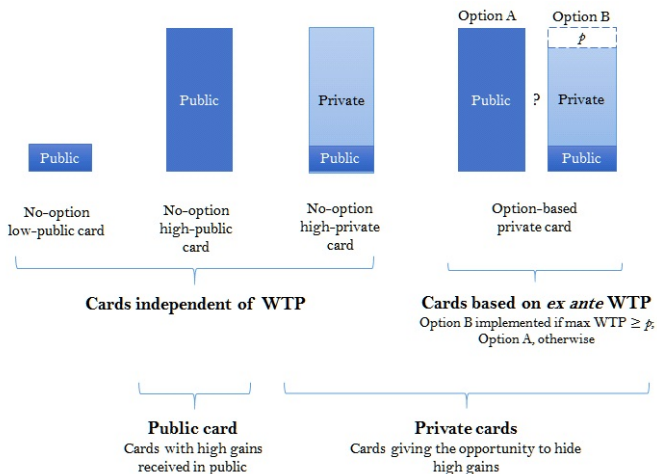 Option A
Option B
p
Public
Private
Public
?
Private
Public
Public
Public
No-option
low-public card
No-option
high-public
card
No-option
high-private
card
Option-based
private card
Cards independent of WTP
Cards based on ex ante WTP
Option B implemented if max WTP ≥ p;
Option A, otherwise
Public card
Cards with high gains
received in public
Private cards
Cards giving the opportunity to hide
high gains